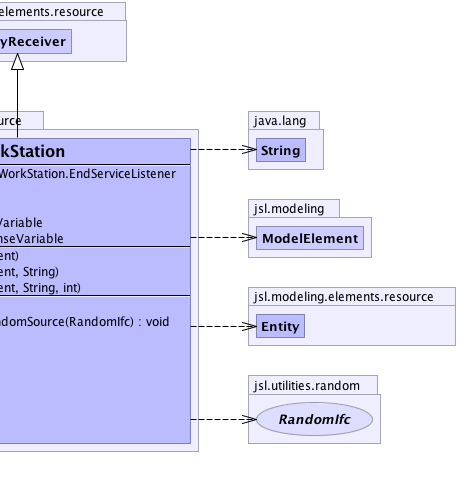 elements.resource
yReceiver
urce
java.lang
kStation
String
WorkStation.EndServiceListener
jsl.modeling
Variable
nseVariable
ModelElement
ent)
ent, String)
ent, String, int)
jsl.modeling.elements.resource
ndomSource(RandomIfc) : void
Entity
jsl.utilities.random
RandomIfc